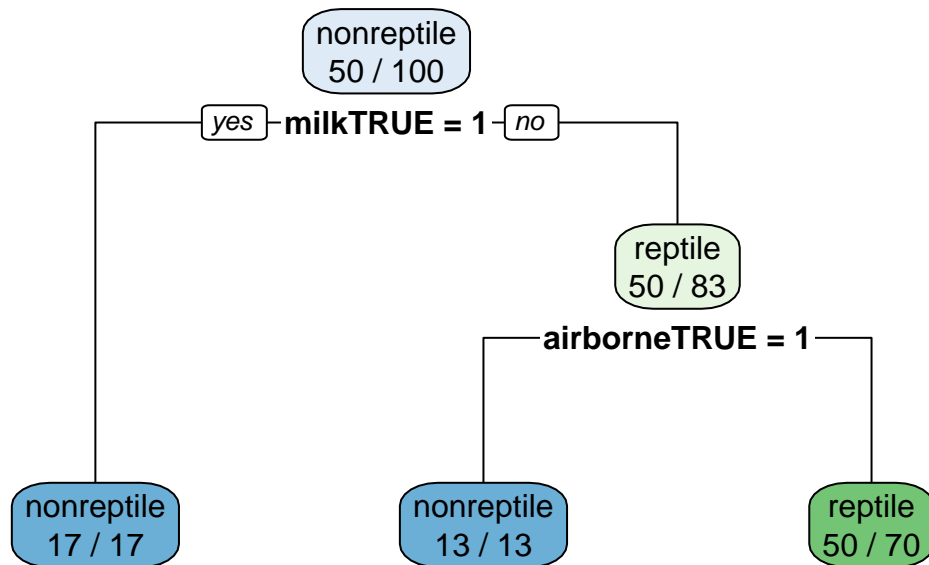 nonreptile
50 / 100
yes milkTRUE = 1 no
reptile
50 / 83
airborneTRUE = 1
nonreptile
17 / 17
nonreptile
13 / 13
reptile
50 / 70